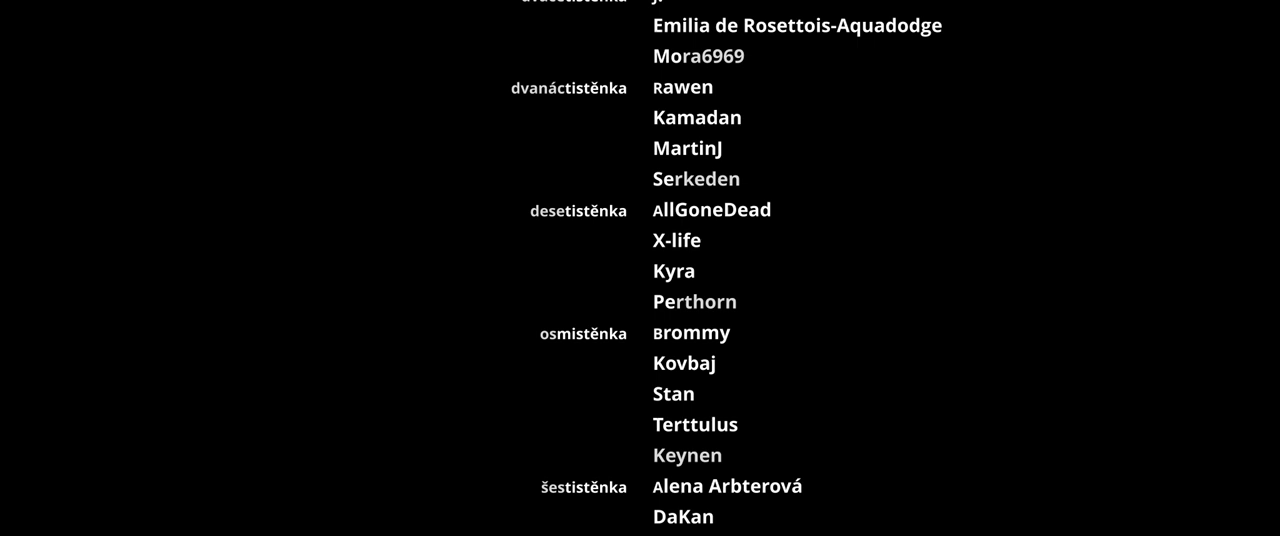 Emilia de Rosettois-Aquadodge
Mora6969
dvanáctistěnka Rawen
Kamadan
MartinJ
Serkeden
desetistěnka AllGoneDead
X-life
Kyra
Perthorn
osmistěnka Brommy
Kovbaj
Stan
Terttulus
Keynen
šestistěnka Alena Arbterová
DaKan